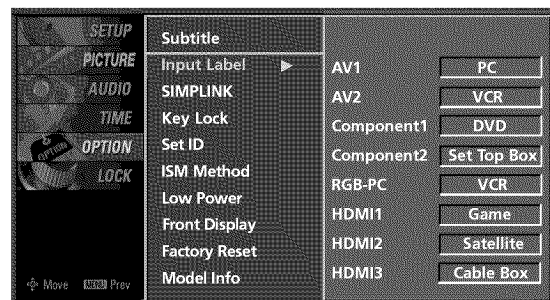 SETUP
PICTURE
AUDIO
TIME
OPTION
LOCK
Move MENU Prev
Subtitle
Input Label
SIMPLINK
Key Lock
Set ID
ISM Method
Low Power
Front Display
Factory Reset
Model Info
AV1 PC
AV2 VCR
Component1 DVD
Component2 Set Top Box
RGB-PC VCR
HDMI1 Game
HDMI2 Satellite
HDMI3 Cable Box